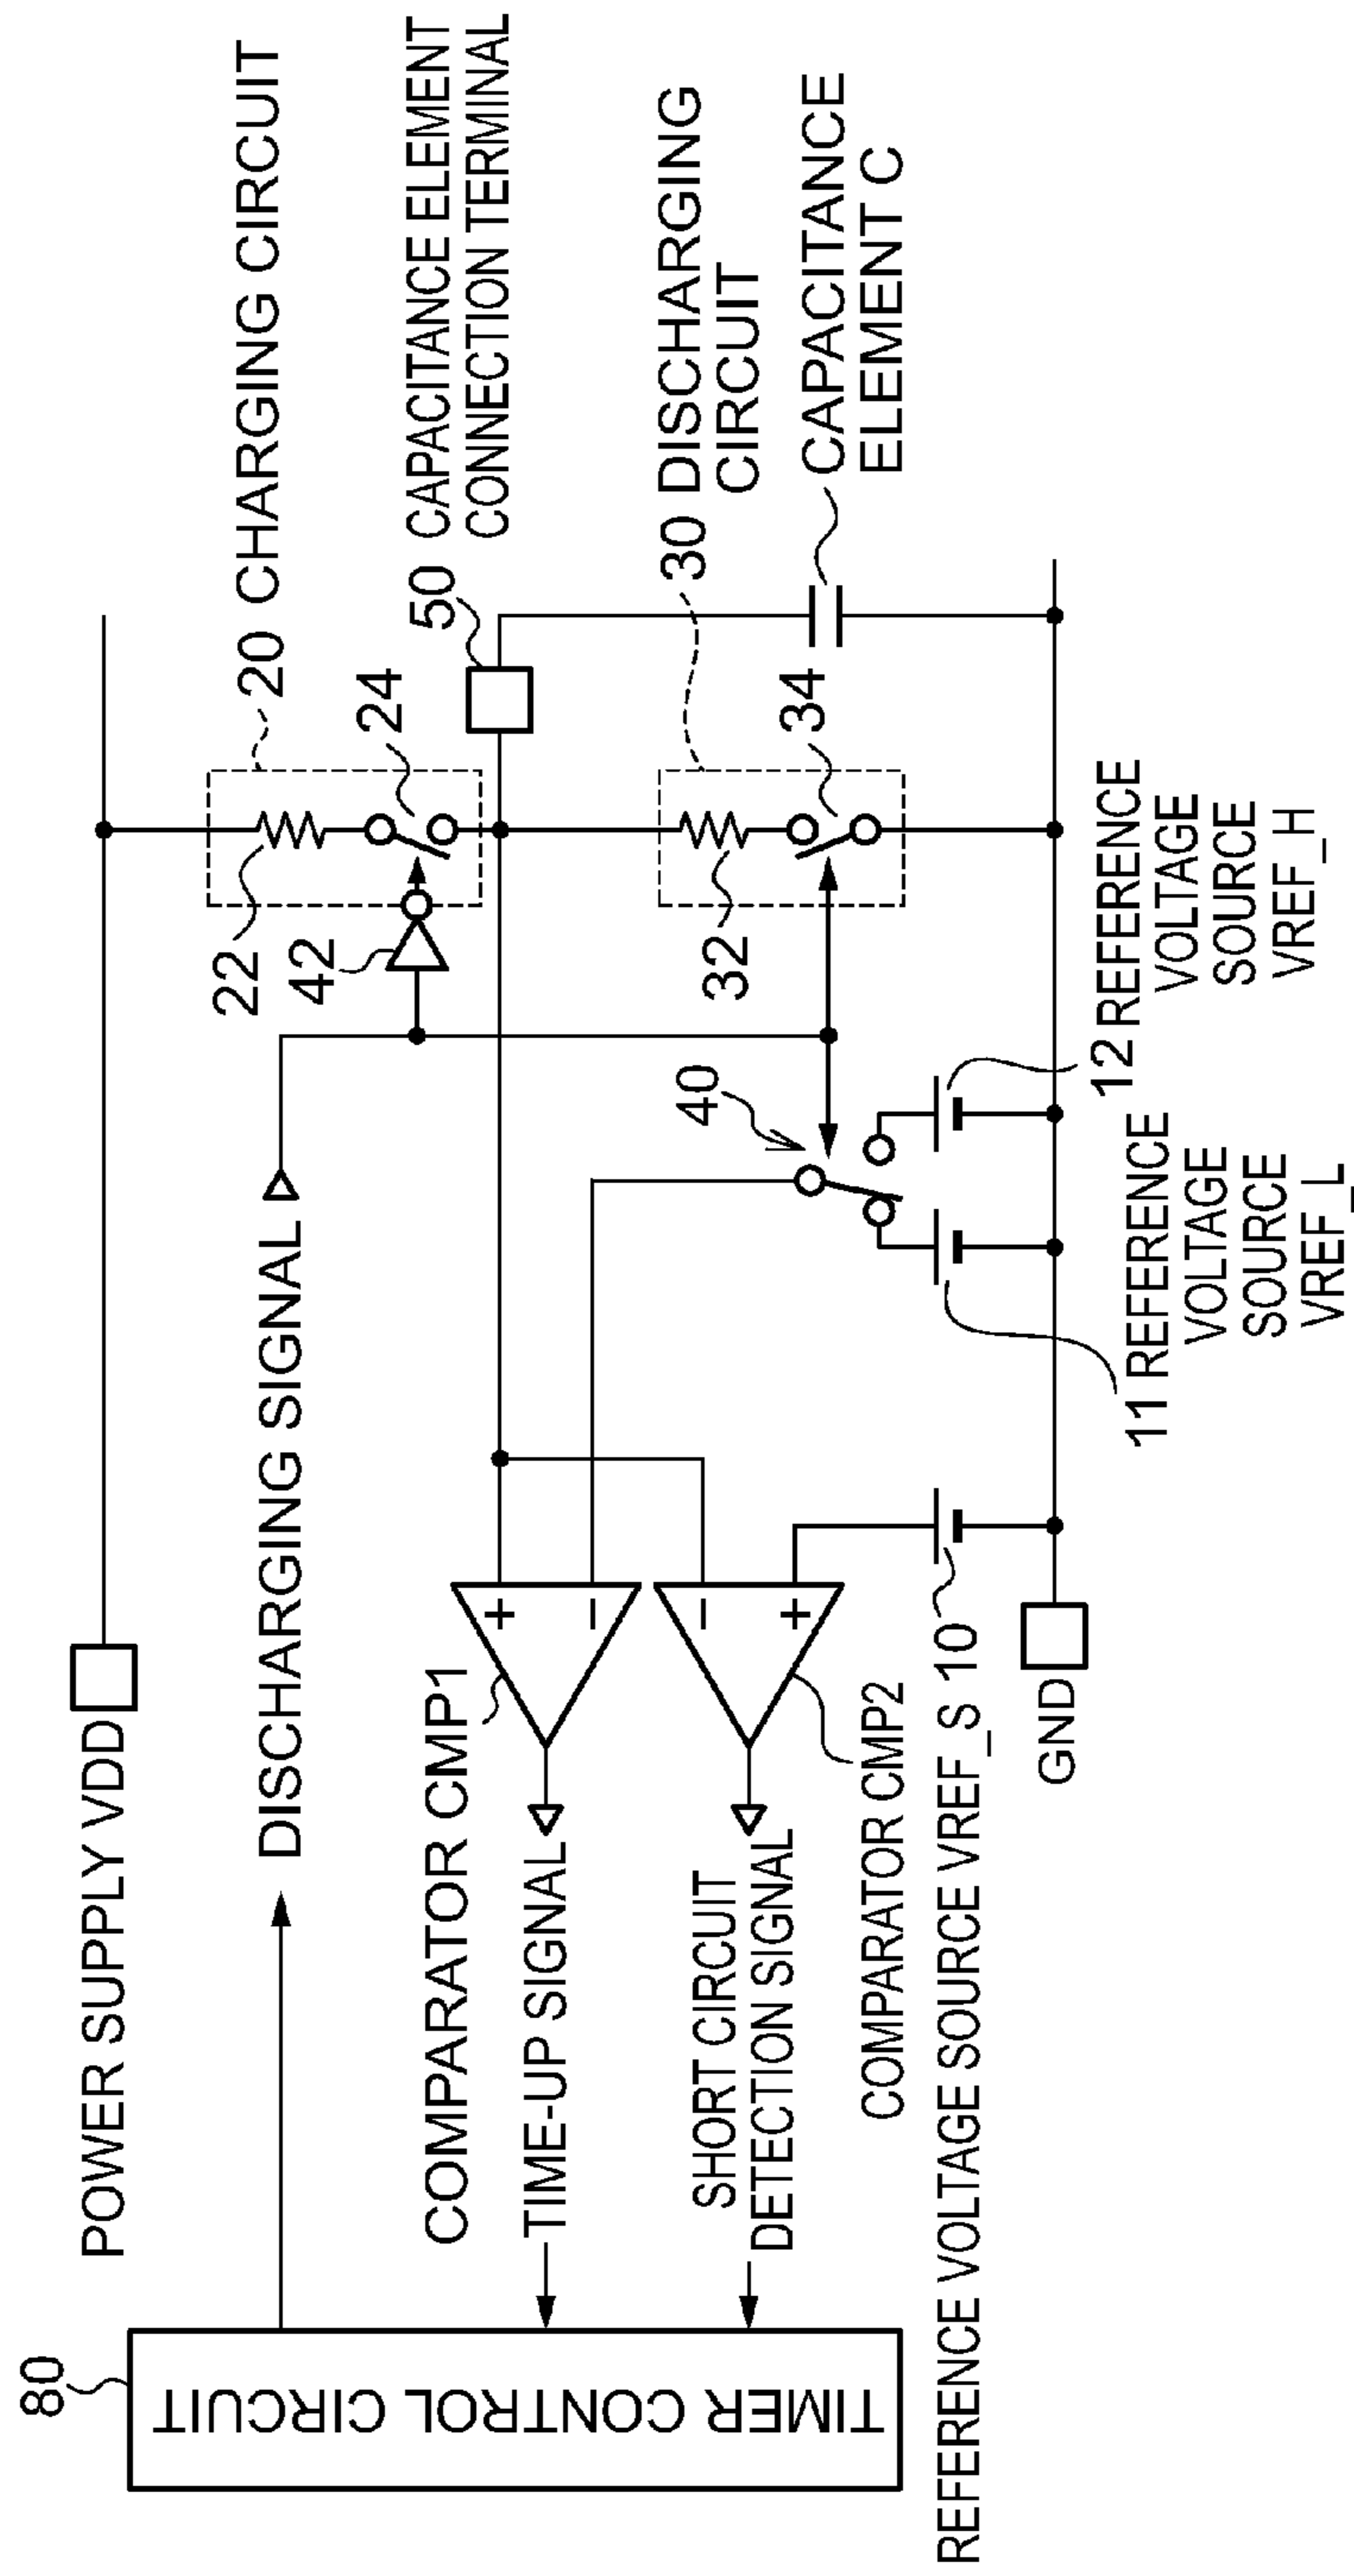 POWER SUPPLY VDD
20 CHARGING CIRCUIT
22
24
42
DISCHARGING SIGNAL
50 CAPACITANCE ELEMENT
CONNECTION TERMINAL
80
TIMER CONTROL CIRCUIT
COMPARATOR CMP1
+
−
TIME-UP SIGNAL
SHORT CIRCUIT
DETECTION SIGNAL
−
+
COMPARATOR CMP2
40
30 DISCHARGING
CIRCUIT
32
34
CAPACITANCE
ELEMENT C
REFERENCE VOLTAGE SOURCE VREF_S 10
GND
11 REFERENCE
VOLTAGE
SOURCE
VREF_L
12 REFERENCE
VOLTAGE
SOURCE
VREF_H